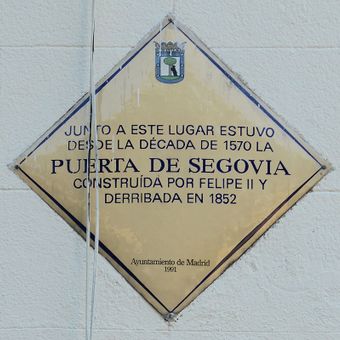 JUNTO A ESTE LUGAR ESTUVO
DESDE LA DÉCADA DE 1570 LA
PUERTA DE SEGOVIA
CONSTRUÍDA POR FELIPE II Y
DERRIBADA EN 1852
Ayuntamiento de Madrid
1991